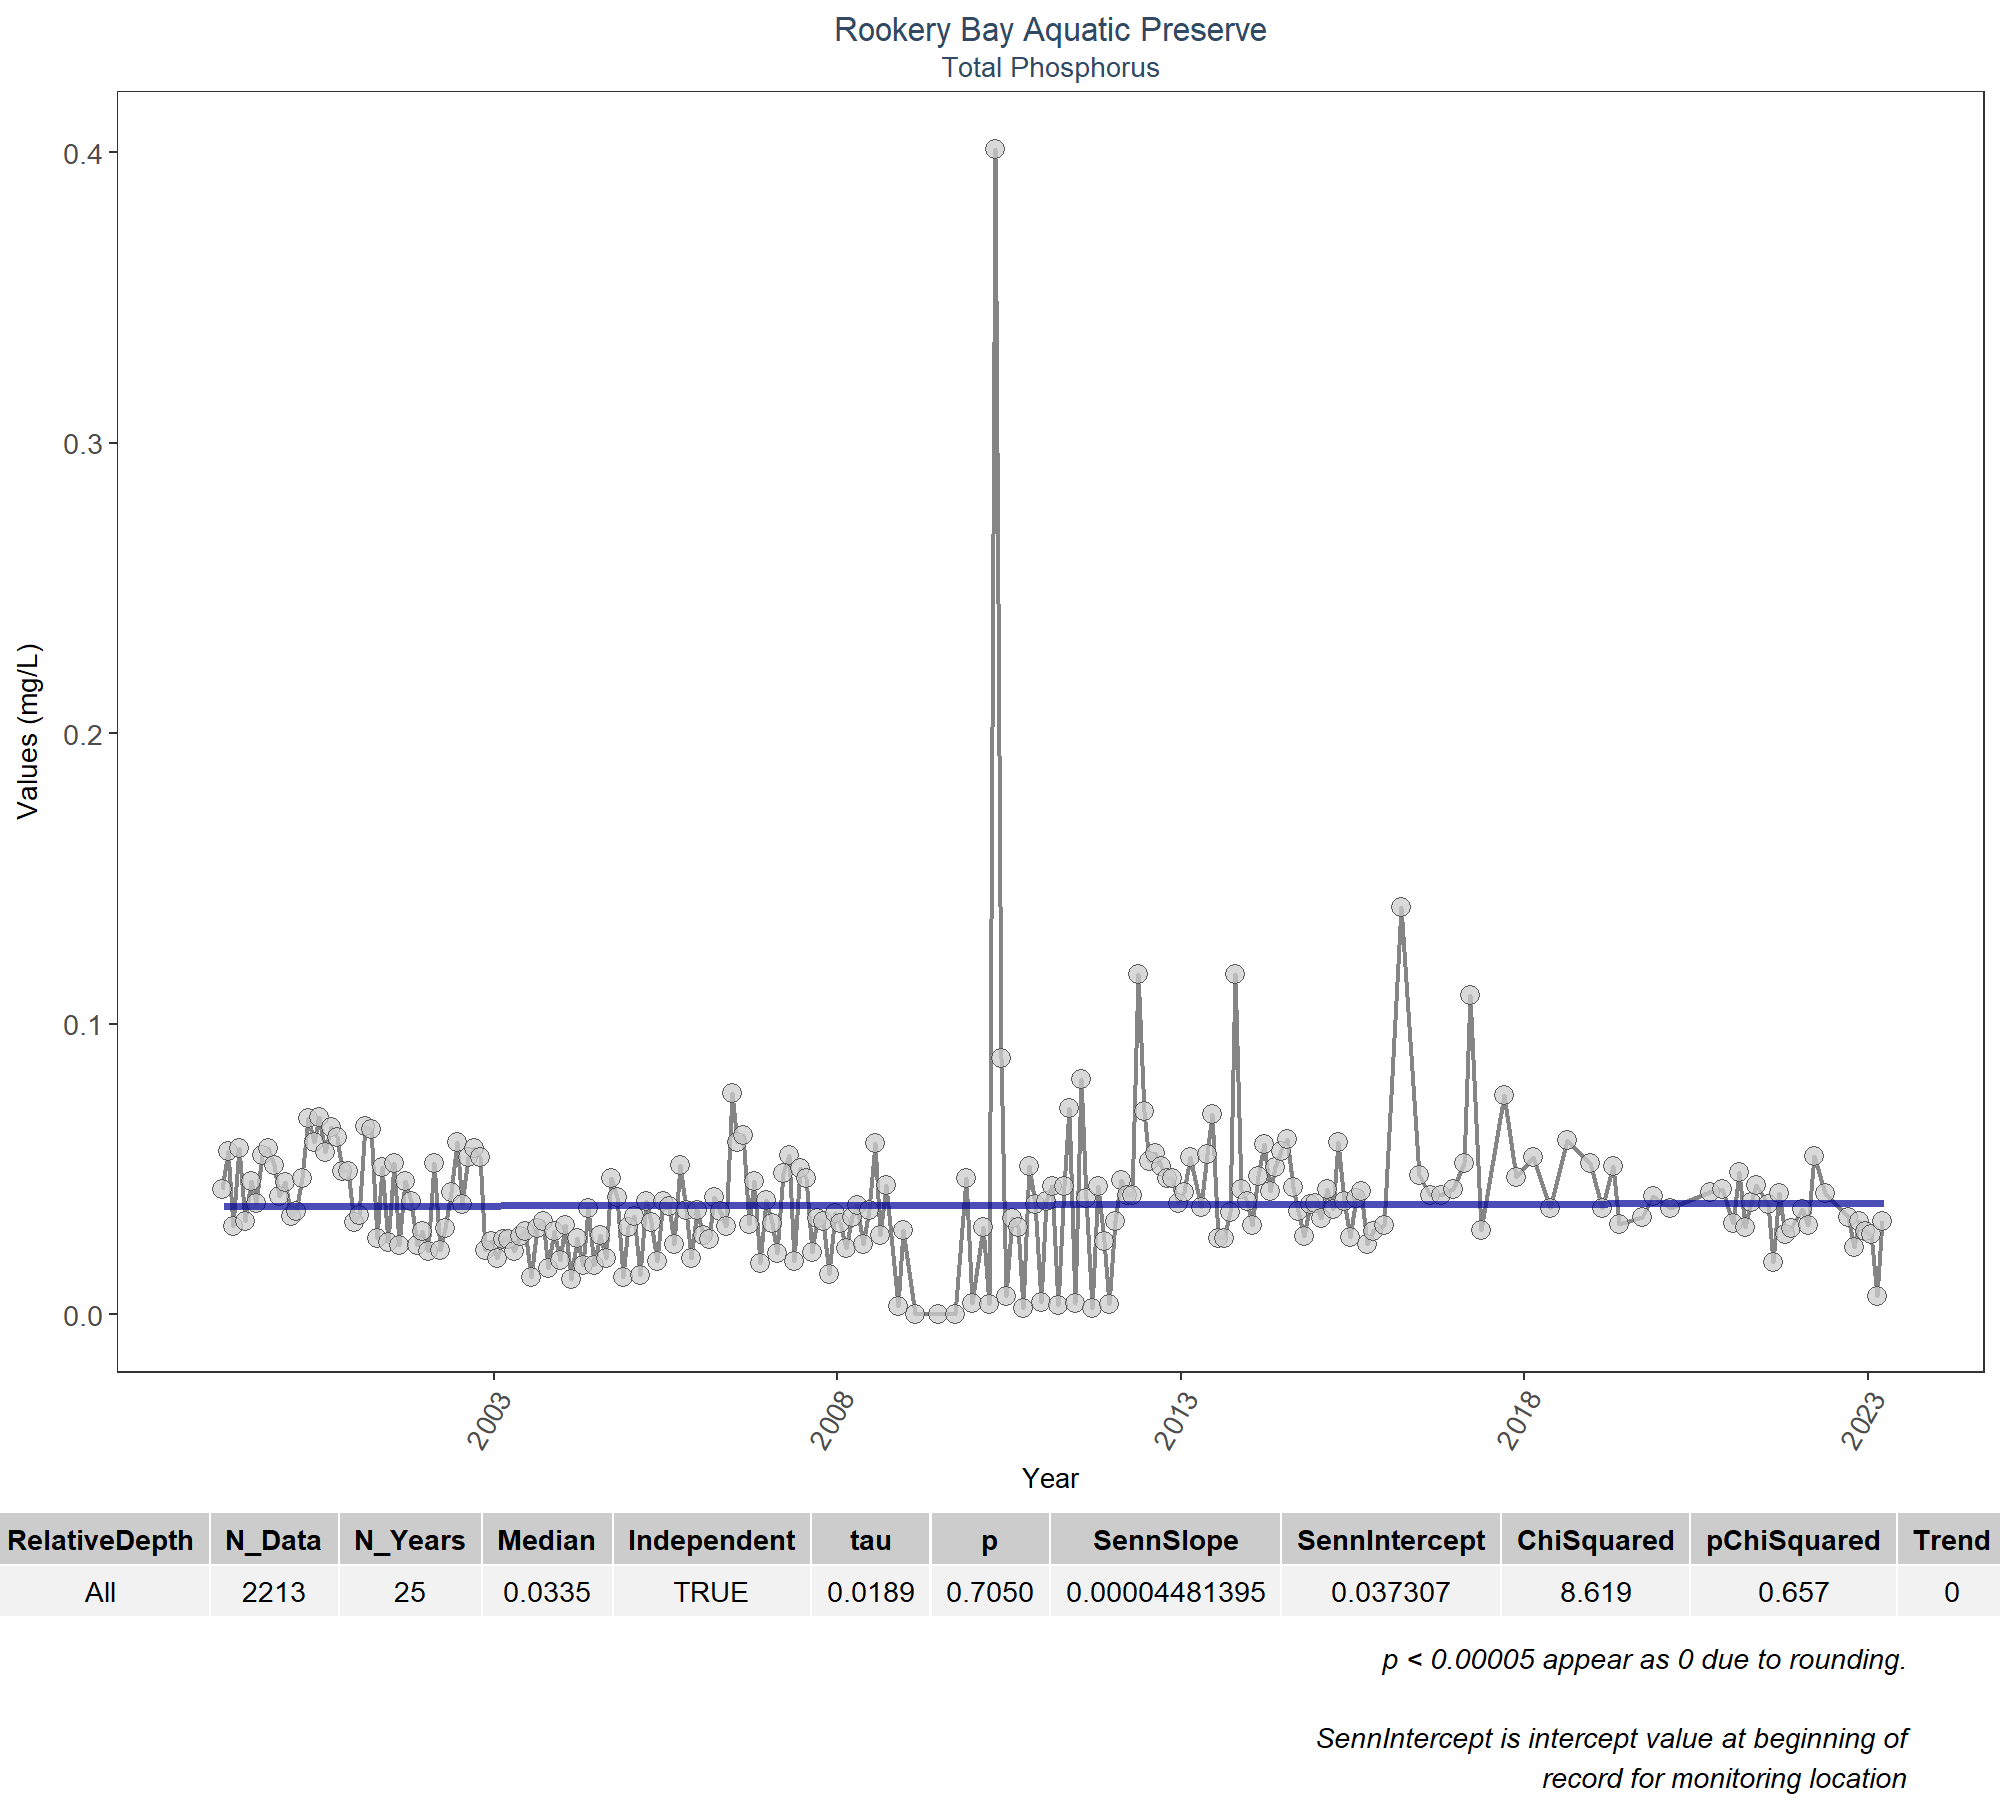 Rookery Bay Aquatic Preserve
Total Phosphorus
0.4
0.3
0.2
0.1
0.0
Values (mg/L)
2003 2008 2013 2018 2023
Year
RelativeDepth N_Data N_Years Median Independent tau p SennSlope SennIntercept ChiSquared pChiSquared Trend
All 2213 25 0.0335 TRUE 0.0189 0.7050 0.00004481395 0.037307 8.619 0.657 0
p < 0.00005 appear as 0 due to rounding.
SennIntercept is intercept value at beginning of
record for monitoring location